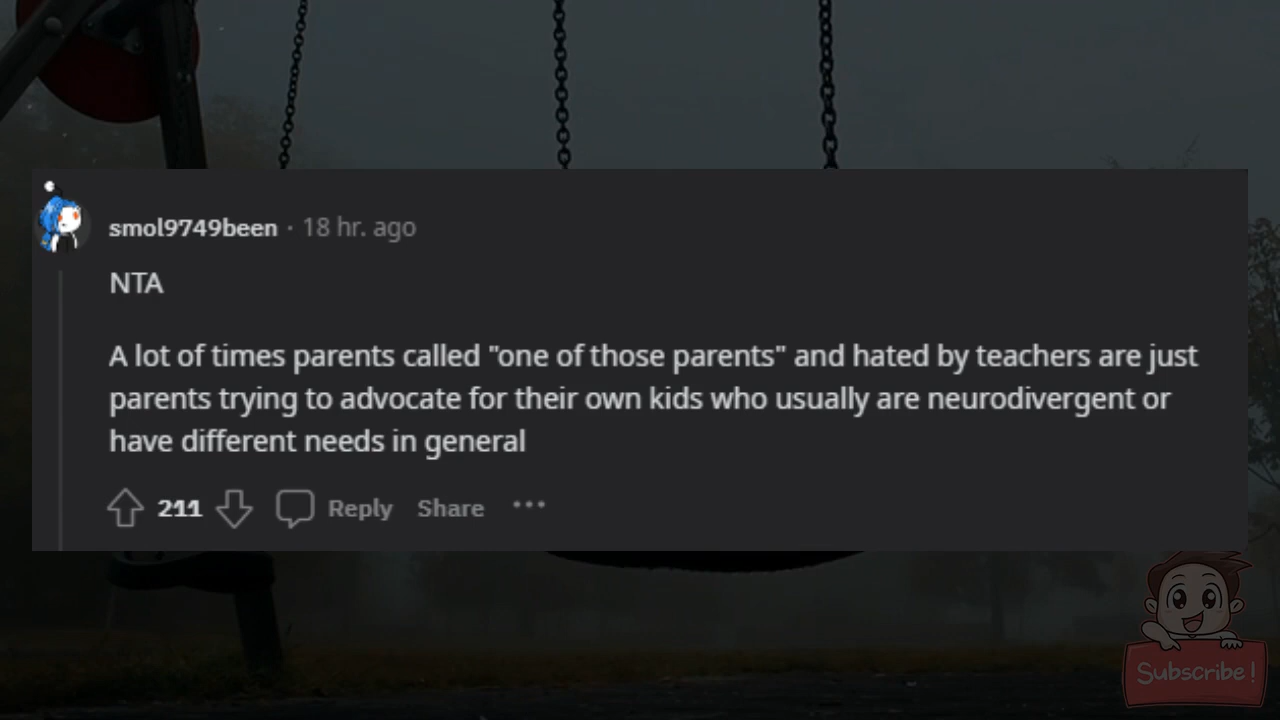 smol9749been · 18 hr. ago
NTA
A lot of times parents called "one of those parents" and hated by teachers are just
parents trying to advocate for their own kids who usually are neurodivergent or
have different needs in general
211 Reply Share ···
Subscribe!